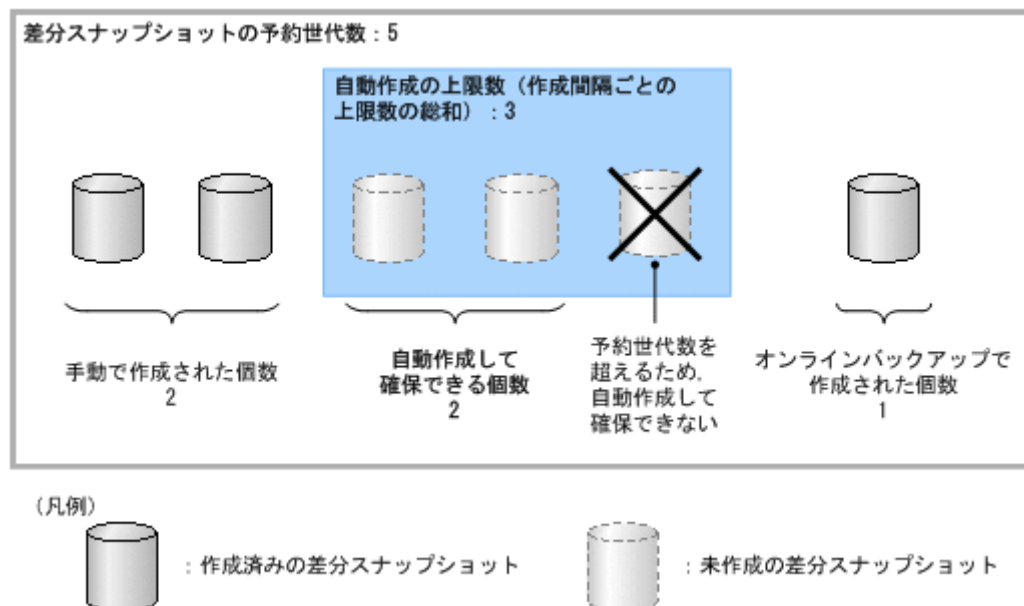 差分スナップショットの予約世代数：5
自動作成の上限数（作成間隔ごとの
上限数の総和）：3
手動で作成された個数
2
自動作成して
確保できる個数
2
予約世代数を
超えるため，
自動作成して
確保できない
オンラインバックアップで
作成された個数
1
（凡例）
：作成済みの差分スナップショット
：未作成の差分スナップショット